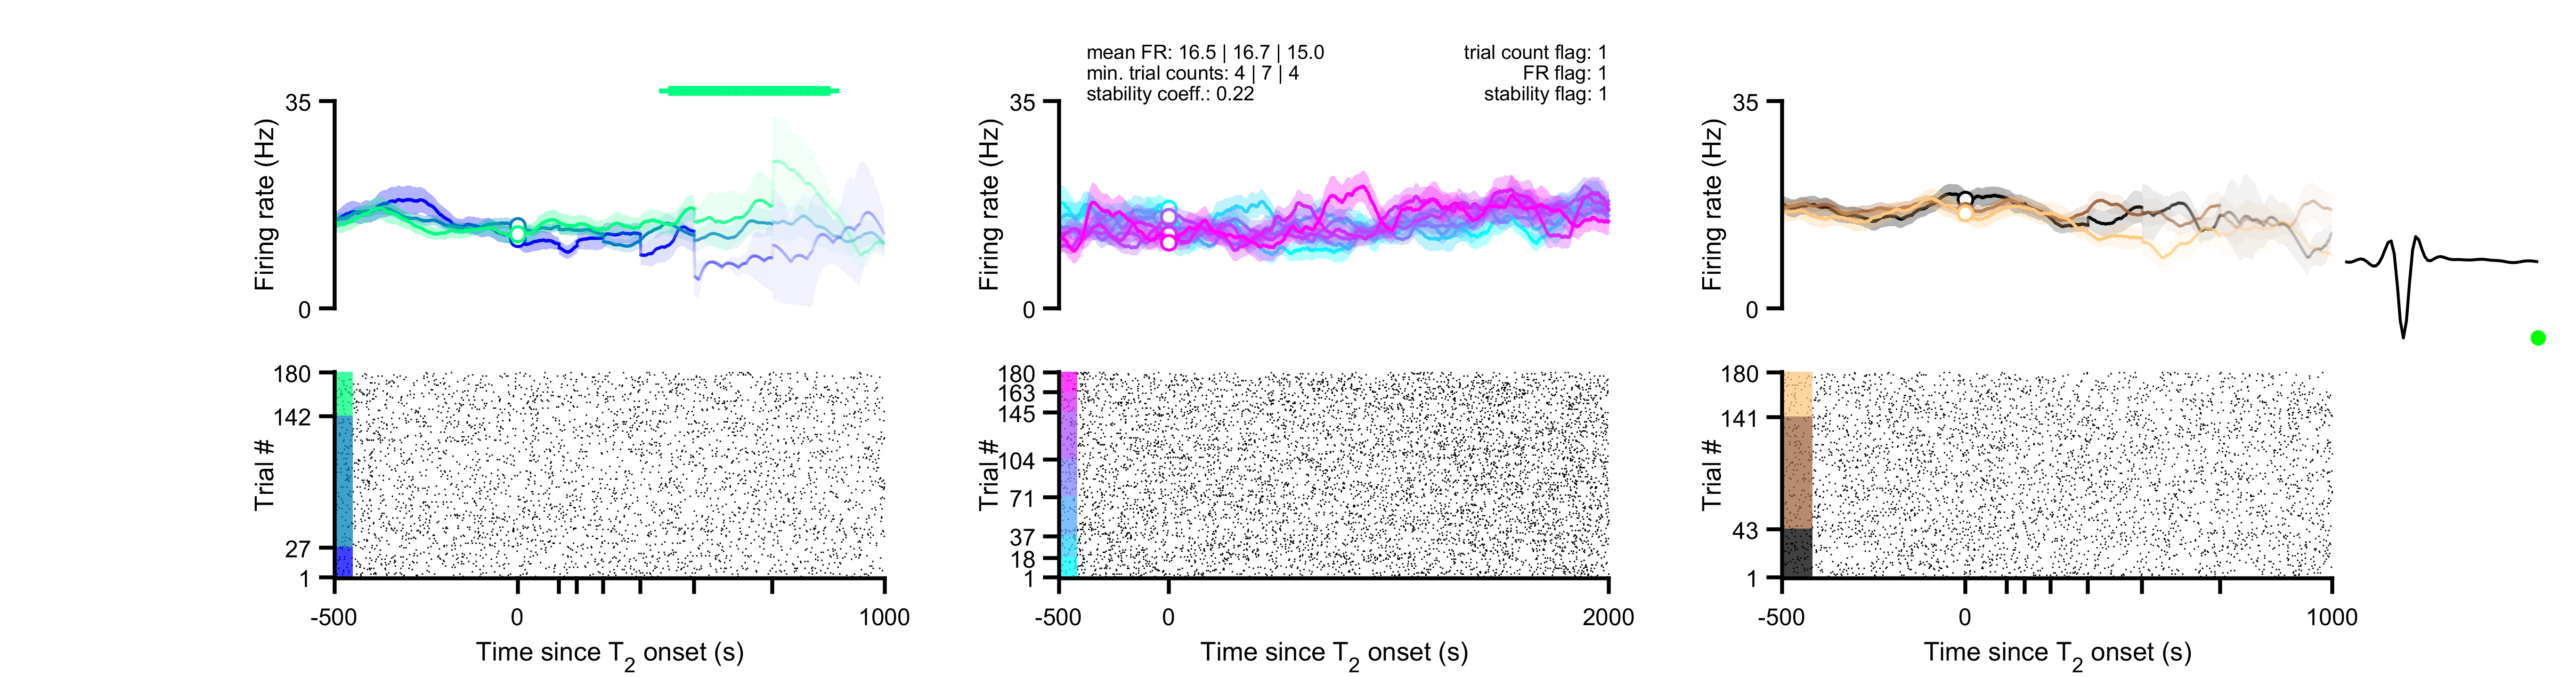 mean FR: 16.5 | 16.7 | 15.0
min. trial counts: 4 | 7 | 4
stability coeff.: 0.22
trial count flag: 1
FR flag: 1
stability flag: 1
35
0
Firing rate (Hz)
35
0
Firing rate (Hz)
35
0
Firing rate (Hz)
180
142
27
1
Trial #
-500
0
1000
Time since T2 onset (s)
180
163
145
104
71
37
18
1
Trial #
-500
0
2000
Time since T2 onset (s)
180
141
43
1
Trial #
-500
0
1000
Time since T2 onset (s)